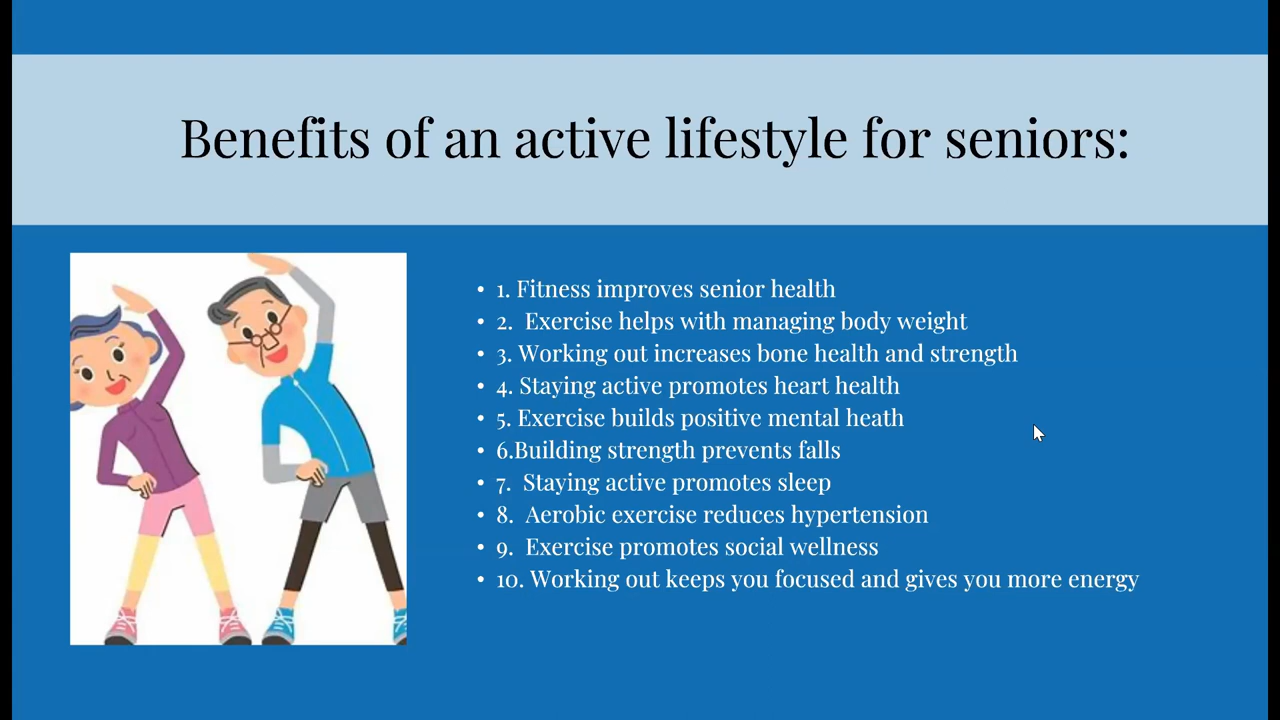 Benefits of an active lifestyle for seniors:
• 1. Fitness improves senior health
• 2.  Exercise helps with managing body weight
• 3. Working out increases bone health and strength
• 4. Staying active promotes heart health
• 5. Exercise builds positive mental heath
• 6.Building strength prevents falls
• 7.  Staying active promotes sleep
• 8.  Aerobic exercise reduces hypertension
• 9.  Exercise promotes social wellness
• 10. Working out keeps you focused and gives you more energy